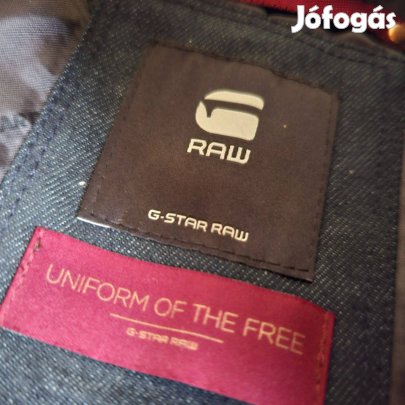 Jófogás
RAW
G-STAR RAW
UNIFORM OF THE FREE
G-STAR RAW